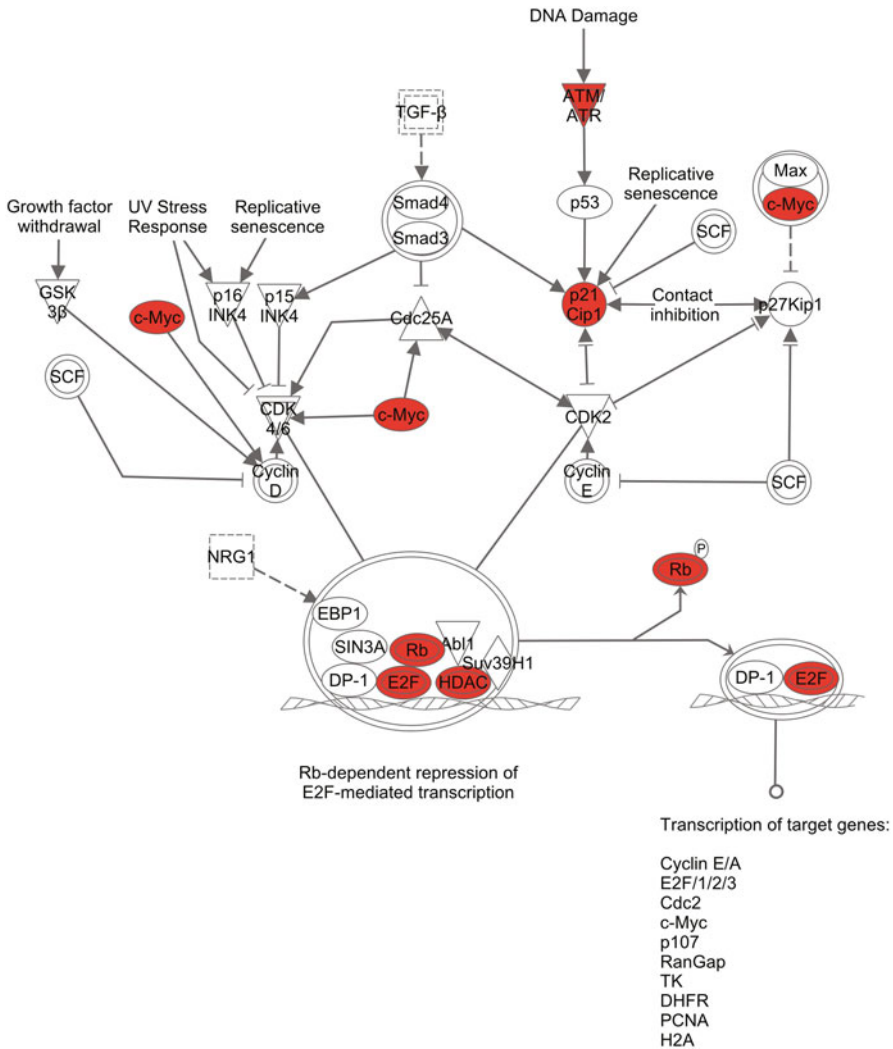 DNA Damage
ATM/
ATR
TGF-β
Max
c-Myc
Replicative
senescence
p53
Smad4
Smad3
SCF
Growth factor
withdrawal
UV Stress
Response
Replicative
senescence
GSK
3β
p16
INK4
p15
INK4
c-Myc
Cdc25A
p21
Cip1
Contact
inhibition
p27Kip1
SCF
CDK
4/6
c-Myc
CDK2
Cyclin
D
Cyclin
E
SCF
NRG1
P
Rb
EBP1
SIN3A
Rb
Abl1
Suv39H1
DP-1
E2F
HDAC
DP-1
E2F
Rb-dependent repression of
E2F-mediated transcription
Transcription of target genes:
Cyclin E/A
E2F/1/2/3
Cdc2
c-Myc
p107
RanGap
TK
DHFR
PCNA
H2A